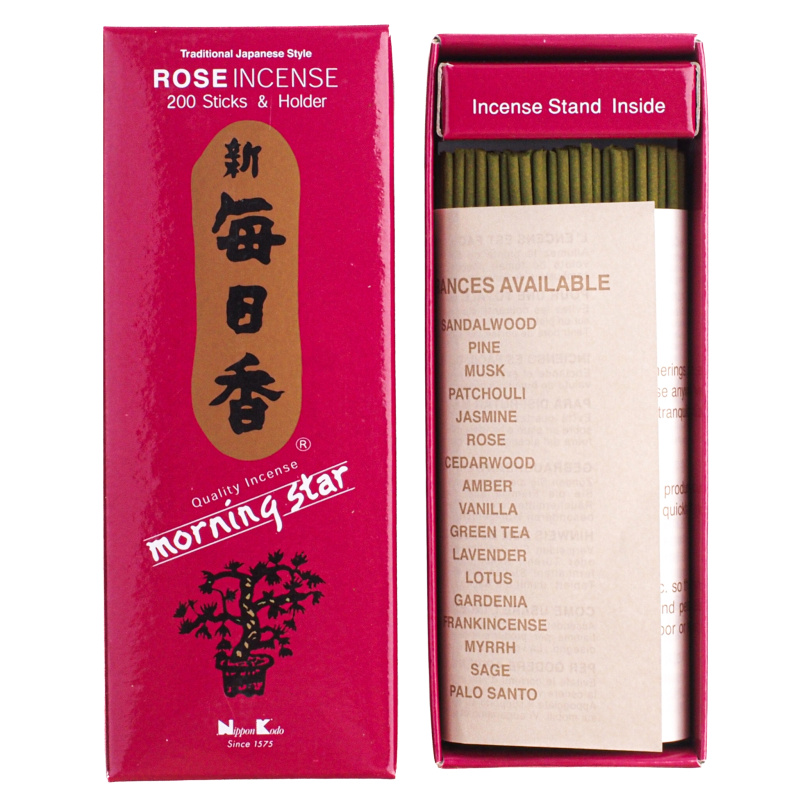 Traditional Japanese Style
ROSE INCENSE
200 Sticks & Holder
新
毎
日
香
®
Quality Incense
morning star
Nippon Kodo
Since 1575
Incense Stand Inside
ANCES AVAILABLE
SANDALWOOD
PINE
MUSK
PATCHOULI
JASMINE
ROSE
CEDARWOOD
AMBER
VANILLA
GREEN TEA
LAVENDER
LOTUS
GARDENIA
FRANKINCENSE
MYRRH
SAGE
PALO SANTO